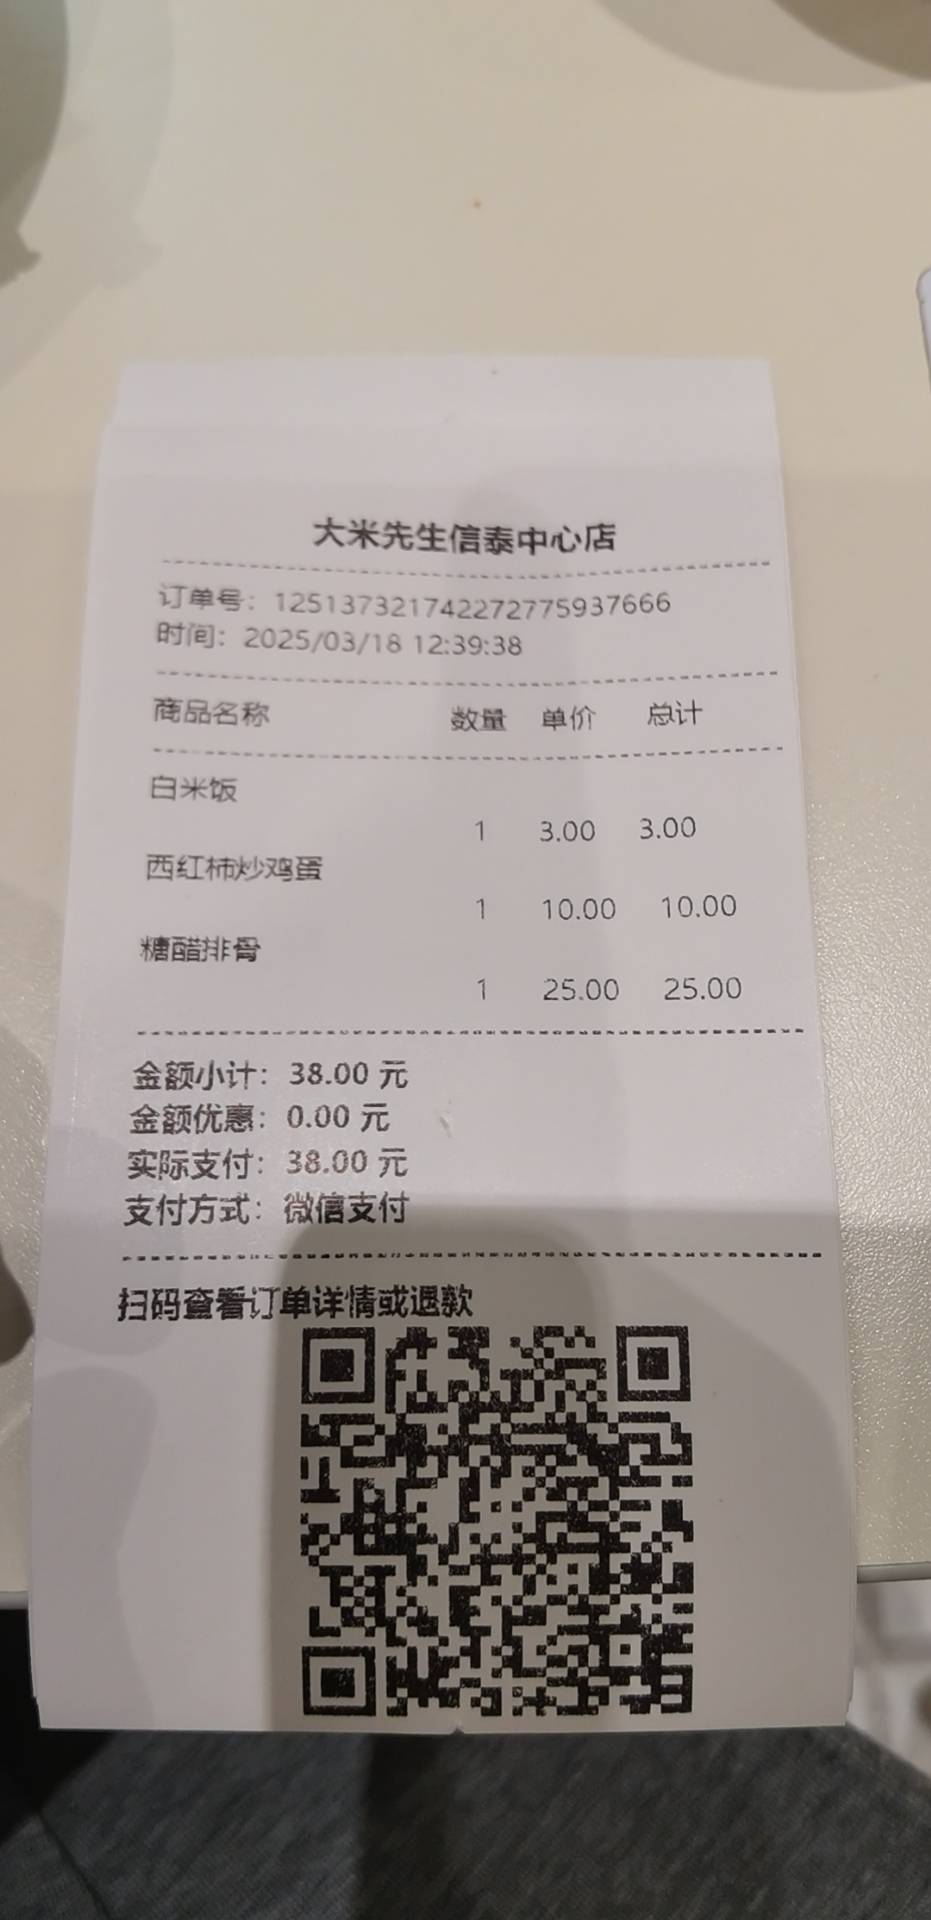 大米先生信泰中心店
订单号：125137321742272775937666
时间：2025/03/18 12:39:38
商品名称 数量 单价 总计
白米饭
1 3.00 3.00
西红柿炒鸡蛋
1 10.00 10.00
糖醋排骨
1 25.00 25.00
金额小计：38.00 元
金额优惠：0.00 元
实际支付：38.00 元
支付方式：微信支付
扫码查看订单详情或退款